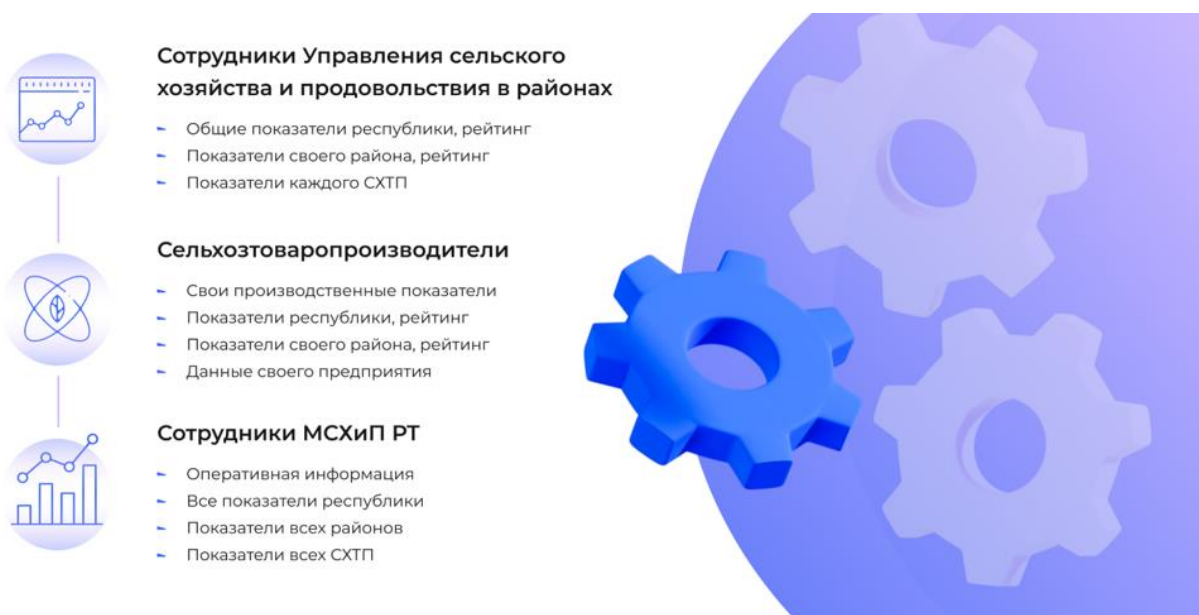 Сотрудники Управления сельского
хозяйства и продовольствия в районах
- Общие показатели республики, рейтинг
- Показатели своего района, рейтинг
- Показатели каждого СХТП
Сельхозтоваропроизводители
- Свои производственные показатели
- Показатели республики, рейтинг
- Показатели своего района, рейтинг
- Данные своего предприятия
Сотрудники МСХиП РТ
- Оперативная информация
- Все показатели республики
- Показатели всех районов
- Показатели всех СХТП